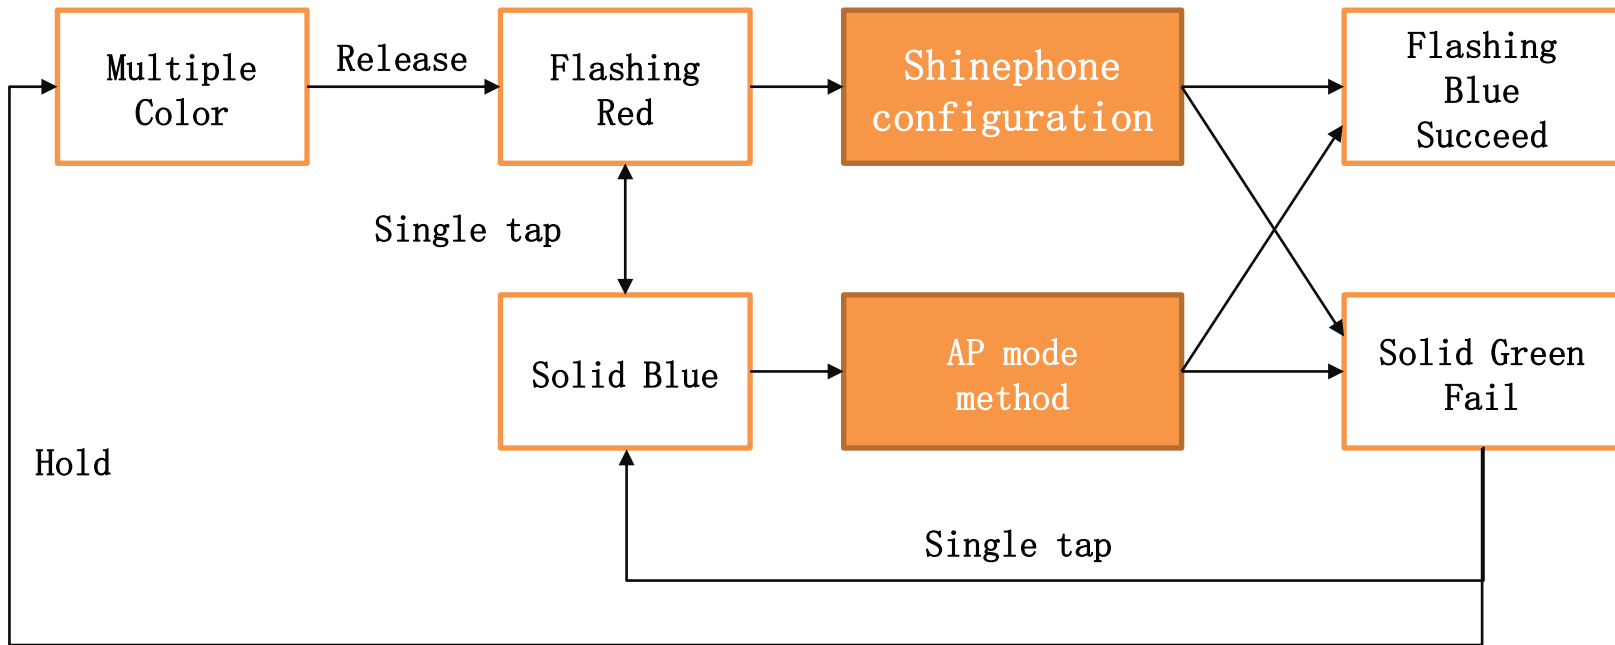 Multiple
Color
Release
Flashing
Red
Shinephone
configuration
Flashing
Blue
Succeed
Single tap
Solid Blue
AP mode
method
Solid Green
Fail
Hold
Single tap